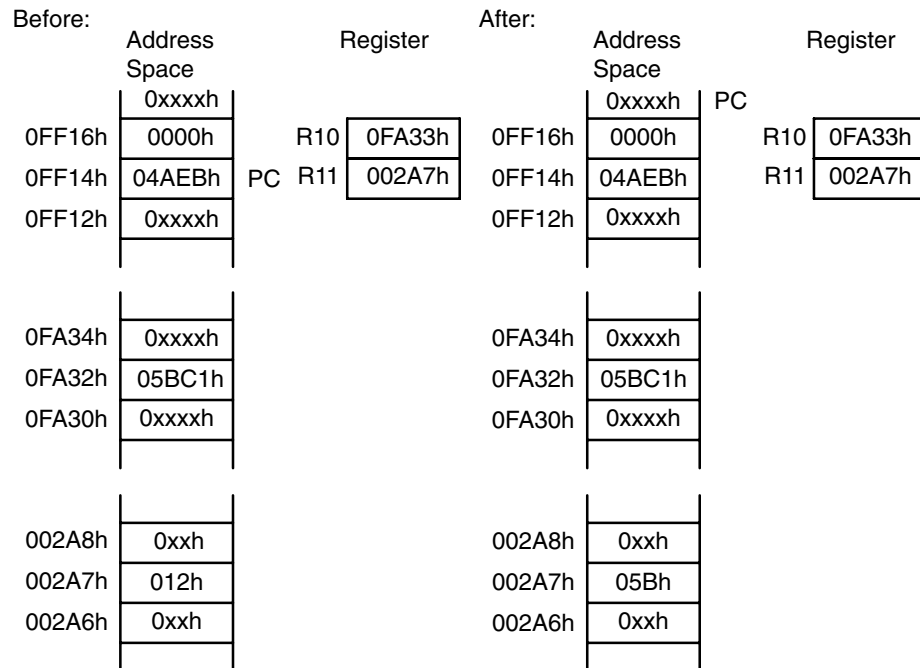 Before:
Address Space
Register
0xxxxh
0FF16h 0000h R10 0FA33h
0FF14h 04AEBh PC R11 002A7h
0FF12h 0xxxxh
0FA34h 0xxxxh
0FA32h 05BC1h
0FA30h 0xxxxh
002A8h 0xxh
002A7h 012h
002A6h 0xxh
After:
Address Space
Register
0xxxxh PC
0FF16h 0000h R10 0FA33h
0FF14h 04AEBh R11 002A7h
0FF12h 0xxxxh
0FA34h 0xxxxh
0FA32h 05BC1h
0FA30h 0xxxxh
002A8h 0xxh
002A7h 05Bh
002A6h 0xxh